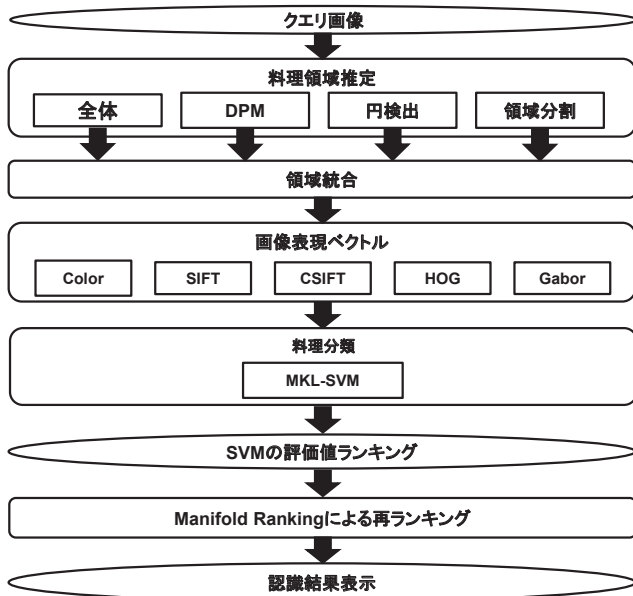 クエリ画像
料理領域推定
全体 DPM 円検出 領域分割
領域統合
画像表現ベクトル
Color SIFT CSIFT HOG Gabor
料理分類
MKL-SVM
SVMの評価値ランキング
Manifold Rankingによる再ランキング
認識結果表示